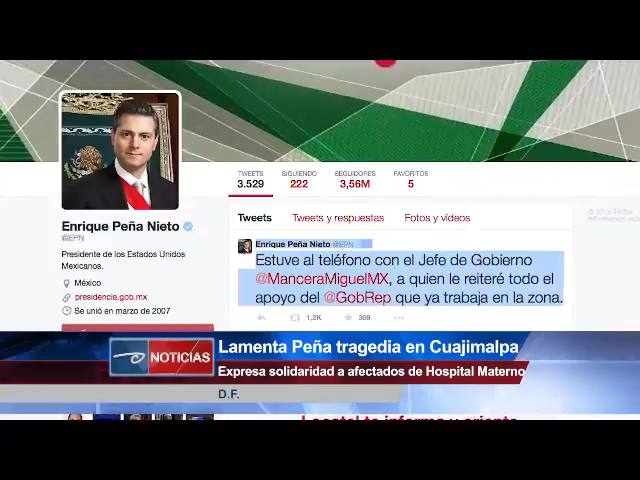 TWEETS SIGUIENDO SEGUIDORES FAVORITOS
3.529 222 3,56M 5
Enrique Peña Nieto
@EPN
Presidente de los Estados Unidos
Mexicanos.
México
presidencia.gob.mx
Se unió en marzo de 2007
Tweets Tweets y respuestas Fotos y vídeos
© 2015 Twitter
Enrique Peña Nieto @EPN
Estuve al teléfono con el Jefe de Gobierno
@ManceraMiguelMX, a quien le reiteré todo el
apoyo del @GobRep que ya trabaja en la zona.
1,2K 309
NOTICIAS
Lamenta Peña tragedia en Cuajimalpa
Expresa solidaridad a afectados de Hospital Materno
D.F.